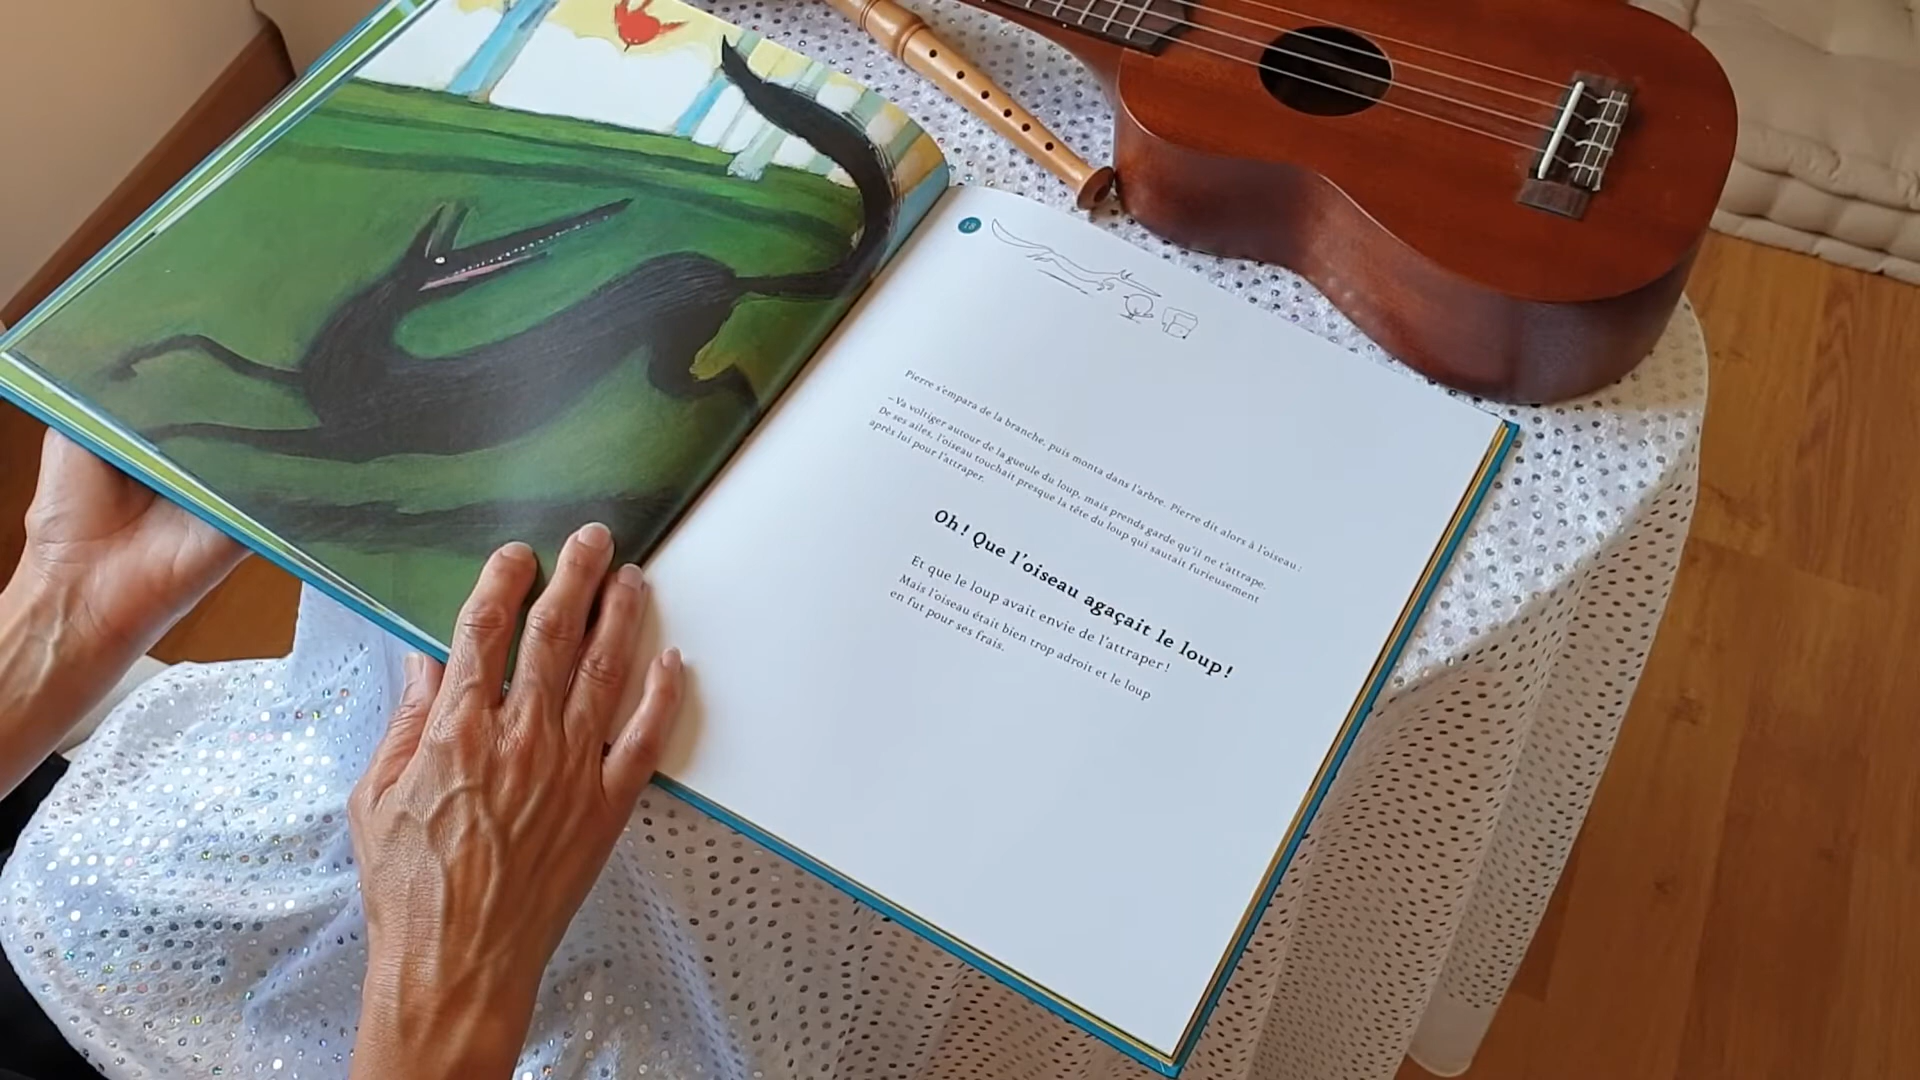 18
Pierre s'empara de la branche, puis monta dans l'arbre. Pierre dit alors à l'oiseau :
– Va voltiger autour de la gueule du loup, mais prends garde qu'il ne t'attrape.
De ses ailes, l'oiseau touchait presque la tête du loup qui sautait furieusement
après lui pour l'attraper.
Oh ! Que l'oiseau agaçait le loup !
Et que le loup avait envie de l'attraper !
Mais l'oiseau était bien trop adroit et le loup
en fut pour ses frais.